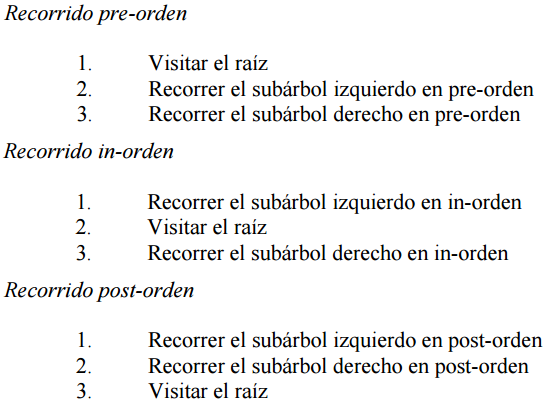 Recorrido pre-orden
1. Visitar el raíz
2. Recorrer el subárbol izquierdo en pre-orden
3. Recorrer el subárbol derecho en pre-orden
Recorrido in-orden
1. Recorrer el subárbol izquierdo en in-orden
2. Visitar el raíz
3. Recorrer el subárbol derecho en in-orden
Recorrido post-orden
1. Recorrer el subárbol izquierdo en post-orden
2. Recorrer el subárbol derecho en post-orden
3. Visitar el raíz